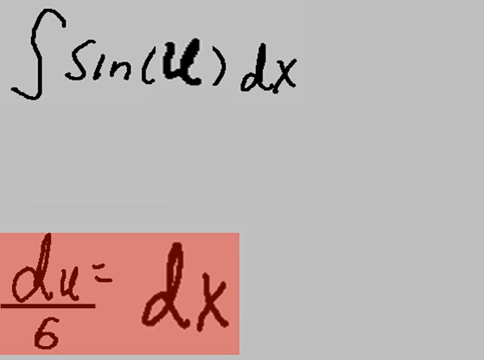 ∫ sin(u) dx
du/6 = dx